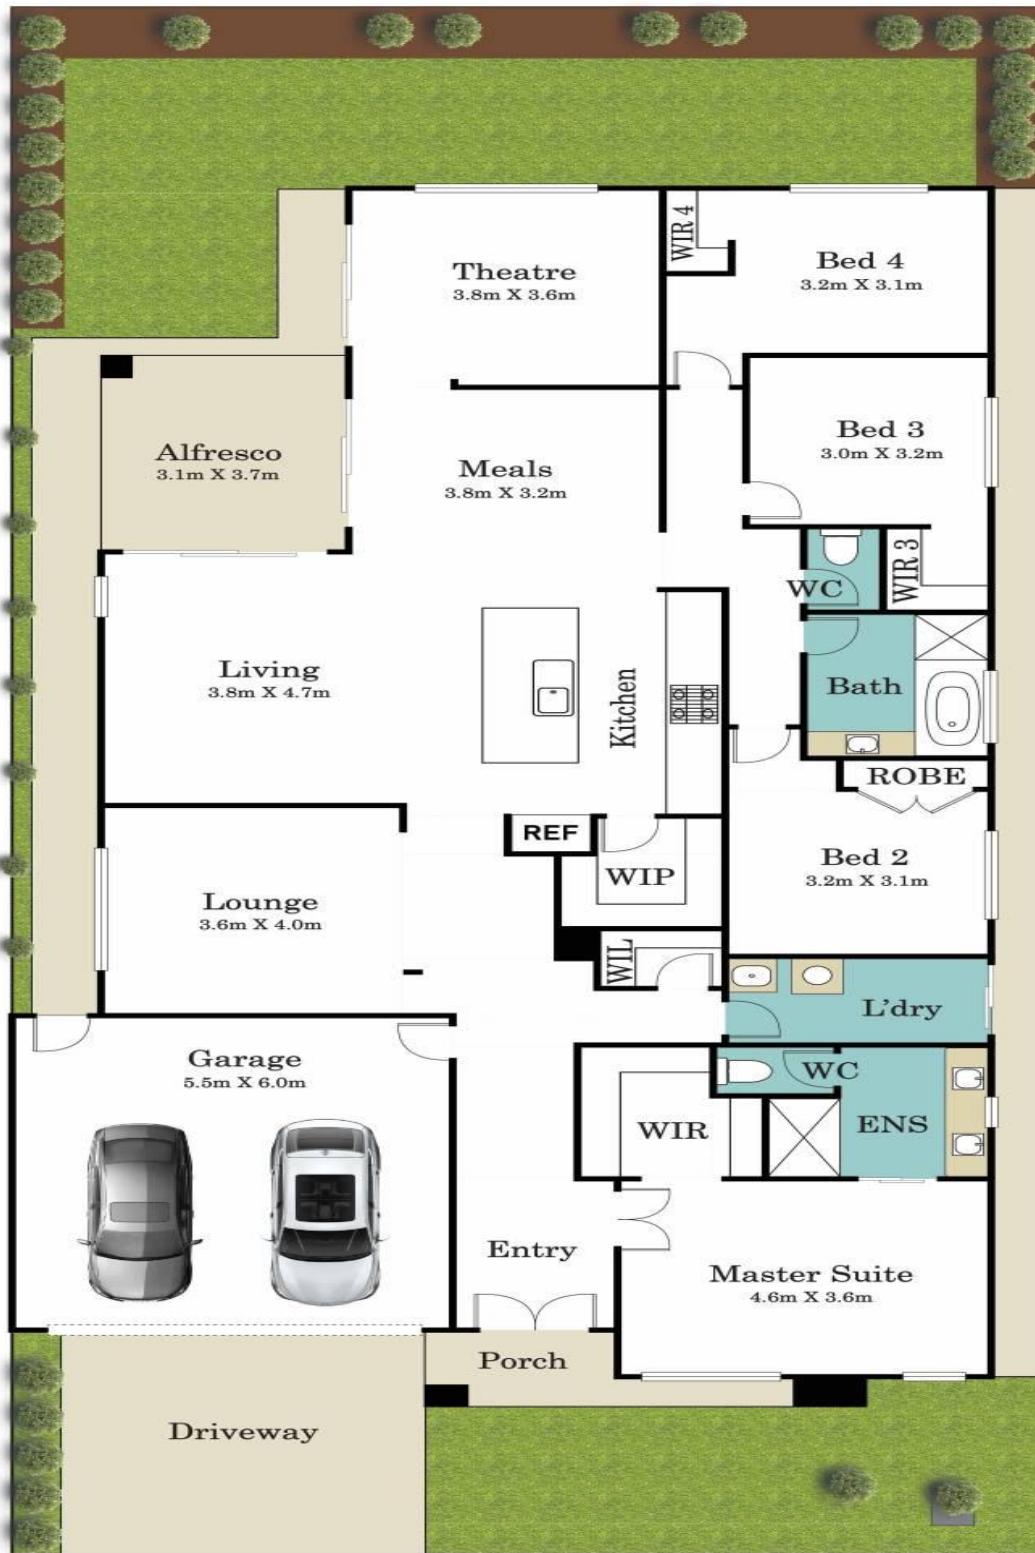 Theatre
3.8m X 3.6m
WIR 4
Bed 4
3.2m X 3.1m
Alfresco
3.1m X 3.7m
Meals
3.8m X 3.2m
Bed 3
3.0m X 3.2m
WC
WIR 3
Living
3.8m X 4.7m
Kitchen
Bath
ROBE
REF
WIP
Bed 2
3.2m X 3.1m
Lounge
3.6m X 4.0m
WIL
L'dry
Garage
5.5m X 6.0m
WC
WIR
ENS
Entry
Master Suite
4.6m X 3.6m
Porch
Driveway